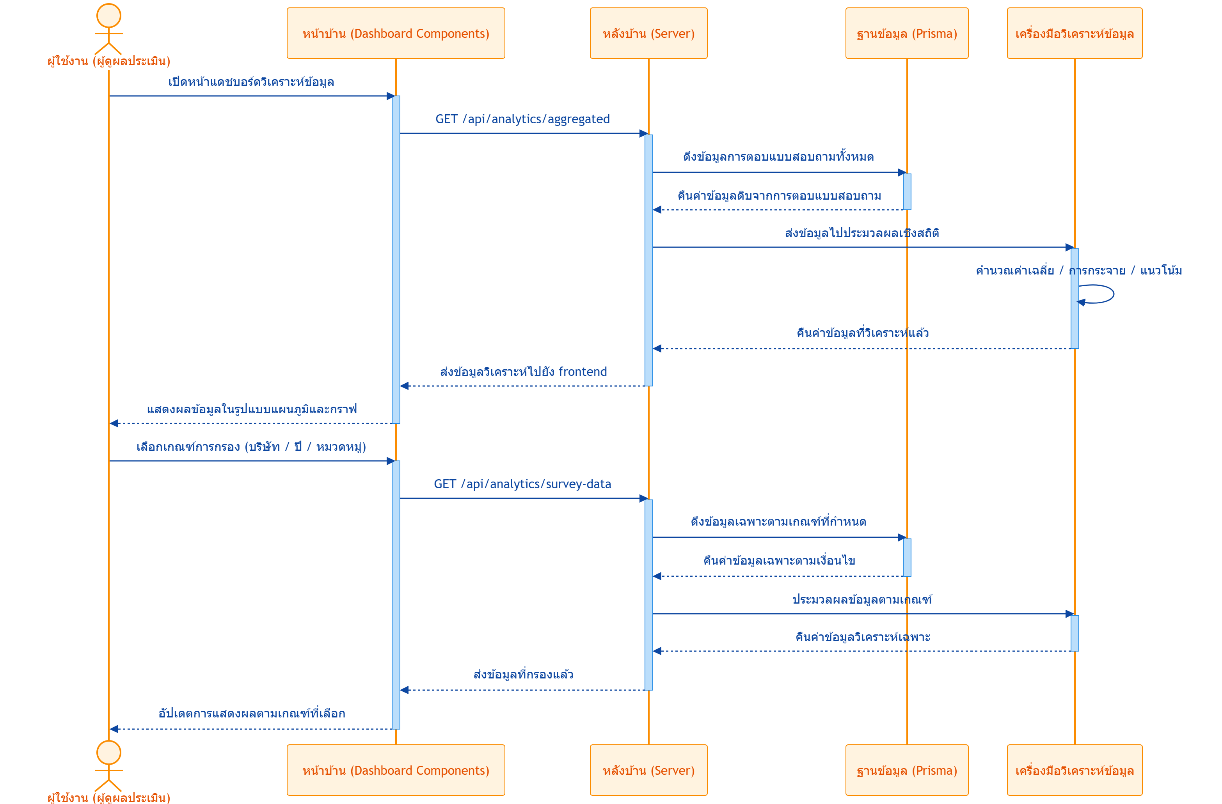 หน้าบ้าน (Dashboard Components)
หลังบ้าน (Server)
ฐานข้อมูล (Prisma)
เครื่องมือวิเคราะห์ข้อมูล
ผู้ใช้งาน (ผู้ดูผลประเมิน)
เปิดหน้าแดชบอร์ดวิเคราะห์ข้อมูล
GET /api/analytics/aggregated
ดึงข้อมูลการตอบแบบสอบถามทั้งหมด
คืนค่าข้อมูลดิบจากการตอบแบบสอบถาม
ส่งข้อมูลไปประมวลผลเชิงสถิติ
คำนวณค่าเฉลี่ย / การกระจาย / แนวโน้ม
คืนค่าข้อมูลที่วิเคราะห์แล้ว
ส่งข้อมูลวิเคราะห์ไปยัง frontend
แสดงผลข้อมูลในรูปแบบแผนภูมิและกราฟ
เลือกเกณฑ์การกรอง (บริษัท / ปี / หมวดหมู่)
GET /api/analytics/survey-data
ดึงข้อมูลเฉพาะตามเกณฑ์ที่กำหนด
คืนค่าข้อมูลเฉพาะตามเงื่อนไข
ประมวลผลข้อมูลตามเกณฑ์
คืนค่าข้อมูลวิเคราะห์เฉพาะ
ส่งข้อมูลที่กรองแล้ว
อัปเดตการแสดงผลตามเกณฑ์ที่เลือก
หน้าบ้าน (Dashboard Components)
หลังบ้าน (Server)
ฐานข้อมูล (Prisma)
เครื่องมือวิเคราะห์ข้อมูล
ผู้ใช้งาน (ผู้ดูผลประเมิน)